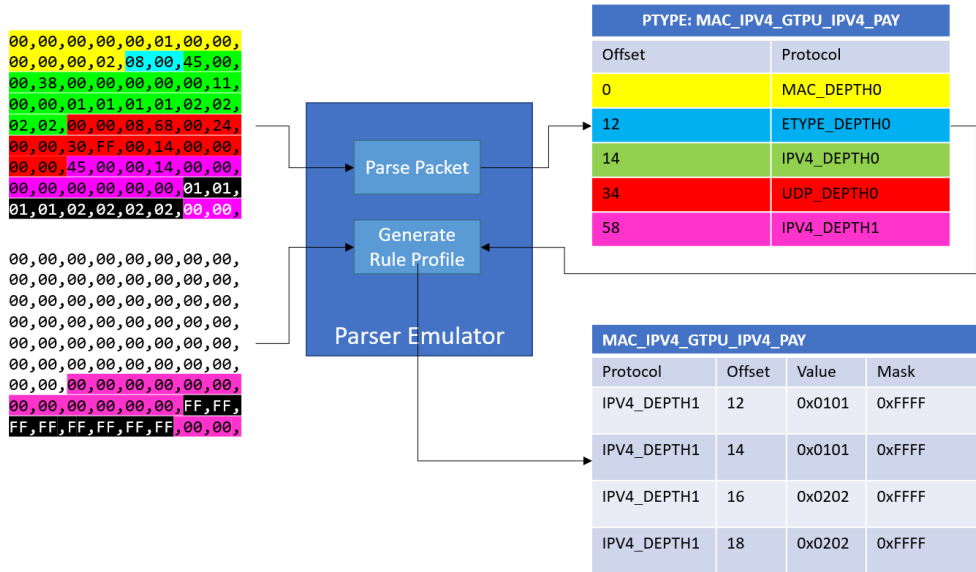 00,00,00,00,00,01,00,00,
00,00,00,02,08,00,45,00,
00,38,00,00,00,00,00,11,
00,00,01,01,01,01,02,02,
02,02,00,00,08,68,00,24,
00,00,30,FF,00,14,00,00,
00,00,45,00,00,14,00,00,
00,00,00,00,00,00,01,01,
01,01,02,02,02,02,00,00,
00,00,00,00,00,00,00,00,
00,00,00,00,00,00,00,00,
00,00,00,00,00,00,00,00,
00,00,00,00,00,00,00,00,
00,00,00,00,00,00,00,00,
00,00,00,00,00,00,00,00,
00,00,00,00,00,00,00,00,
00,00,00,00,00,00,FF,FF,
FF,FF,FF,FF,FF,FF,00,00,
Parse Packet
Generate
Rule Profile
Parser Emulator
PTYPE: MAC_IPV4_GTPU_IPV4_PAY
Offset Protocol
0 MAC_DEPTH0
12 ETYPE_DEPTH0
14 IPV4_DEPTH0
34 UDP_DEPTH0
58 IPV4_DEPTH1
MAC_IPV4_GTPU_IPV4_PAY
Protocol Offset Value Mask
IPV4_DEPTH1 12 0x0101 0xFFFF
IPV4_DEPTH1 14 0x0101 0xFFFF
IPV4_DEPTH1 16 0x0202 0xFFFF
IPV4_DEPTH1 18 0x0202 0xFFFF